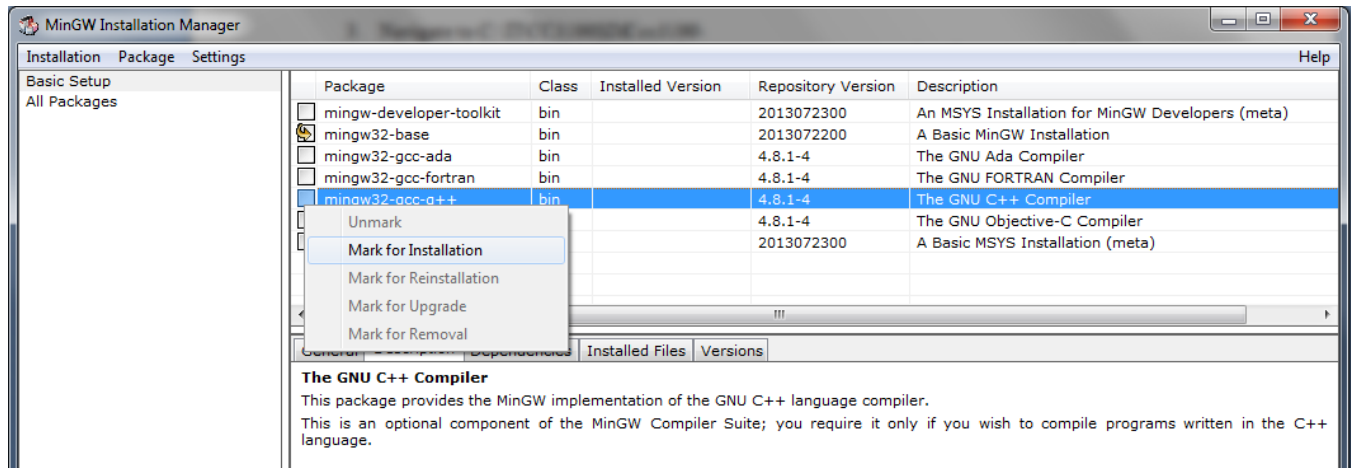 MinGW Installation Manager
Installation Package Settings Help
Basic Setup
All Packages
Package Class Installed Version Repository Version Description
mingw-developer-toolkit bin 2013072300 An MSYS Installation for MinGW Developers (meta)
mingw32-base bin 2013072200 A Basic MinGW Installation
mingw32-gcc-ada bin 4.8.1-4 The GNU Ada Compiler
mingw32-gcc-fortran bin 4.8.1-4 The GNU FORTRAN Compiler
mingw32-gcc-g++ bin 4.8.1-4 The GNU C++ Compiler
4.8.1-4 The GNU Objective-C Compiler
2013072300 A Basic MSYS Installation (meta)
Unmark
Mark for Installation
Mark for Reinstallation
Mark for Upgrade
Mark for Removal
General Description Dependencies Installed Files Versions
The GNU C++ Compiler
This package provides the MinGW implementation of the GNU C++ language compiler.
This is an optional component of the MinGW Compiler Suite; you require it only if you wish to compile programs written in the C++
language.